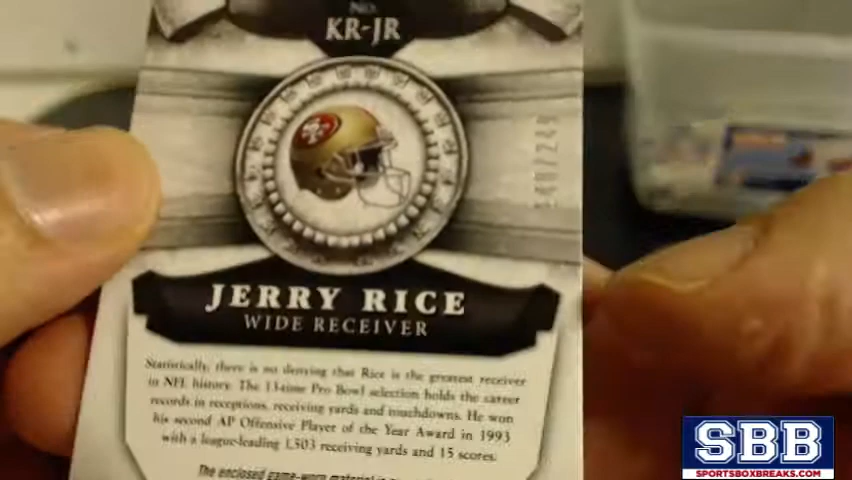 No.
KR-JR
JERRY RICE
WIDE RECEIVER
Statistically, there is no denying that Rice is the greatest receiver
in NFL history. The 13-time Pro Bowl selection holds the career
records in receptions, receiving yards and touchdowns. He won
his second AP Offensive Player of the Year Award in 1993
with a league-leading 1,503 receiving yards and 15 scores.
The enclosed game-worn material is
SBB
SPORTSBOXBREAKS.COM